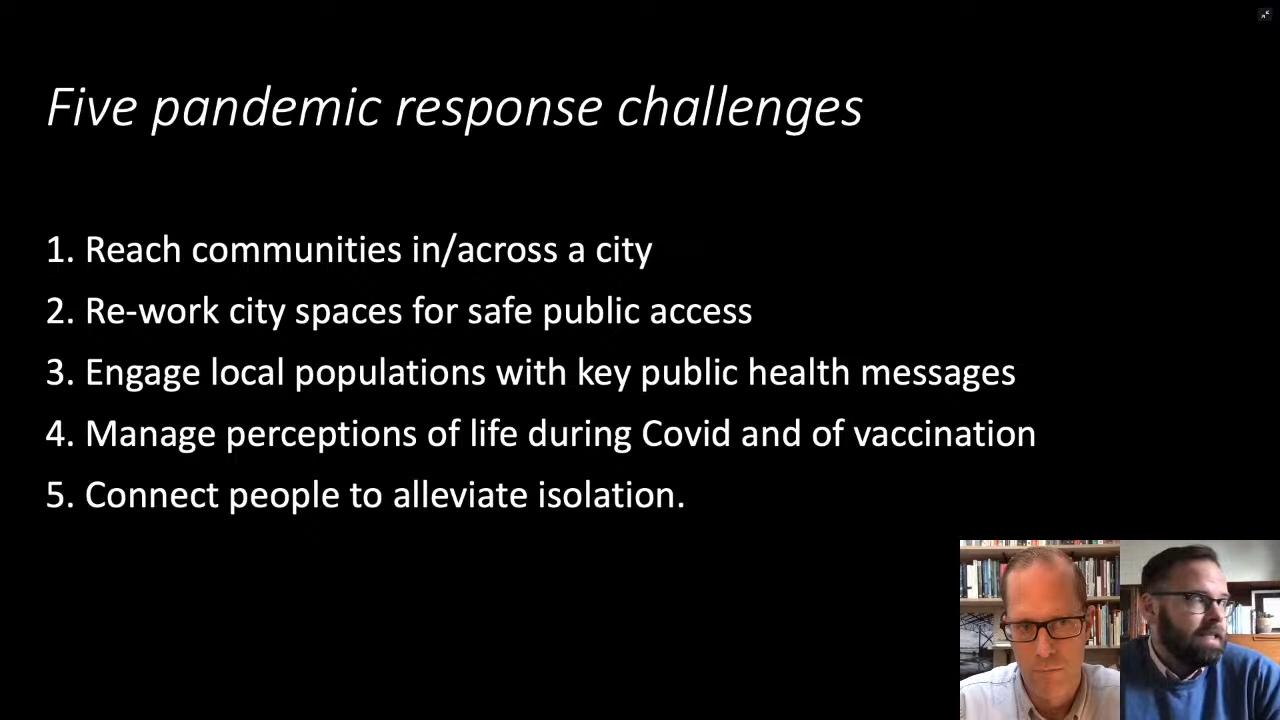 Five pandemic response challenges
1. Reach communities in/across a city
2. Re-work city spaces for safe public access
3. Engage local populations with key public health messages
4. Manage perceptions of life during Covid and of vaccination
5. Connect people to alleviate isolation.